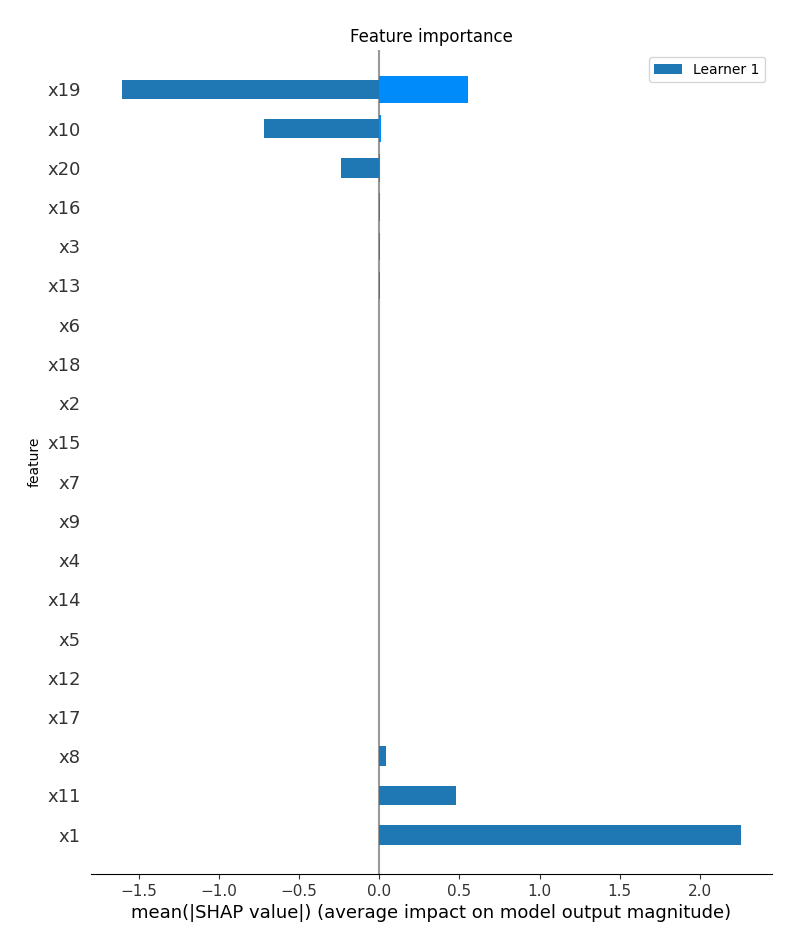 Feature importance
Learner 1
x19
x10
x20
x16
x3
x13
x6
x18
x2
x15
x7
x9
x4
x14
x5
x12
x17
x8
x11
x1
feature
−1.5 −1.0 −0.5 0.0 0.5 1.0 1.5 2.0
mean(|SHAP value|) (average impact on model output magnitude)